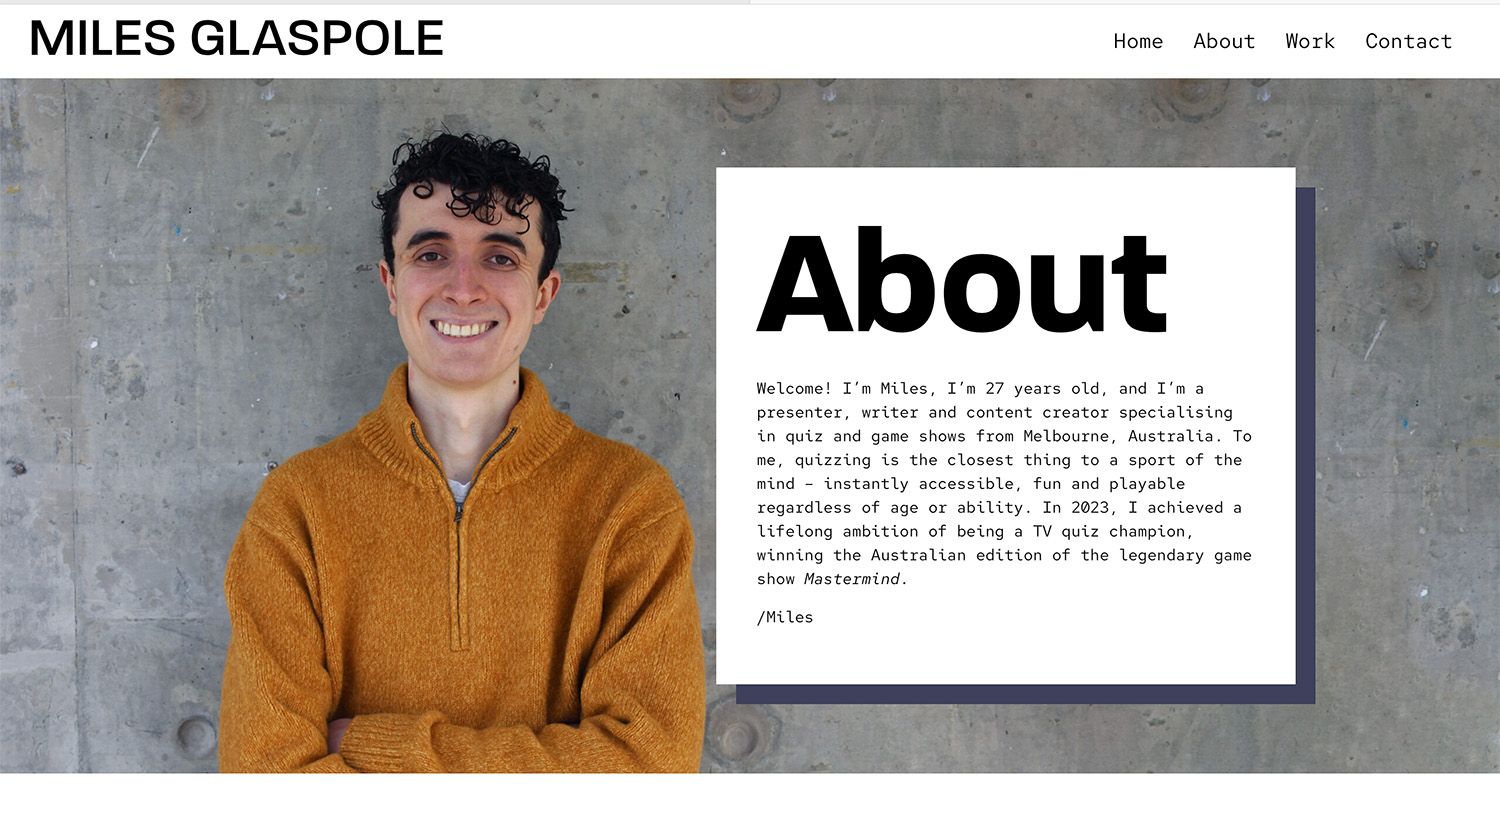 MILES GLASPOLE
Home About Work Contact
About
Welcome! I’m Miles, I’m 27 years old, and I’m a
presenter, writer and content creator specialising
in quiz and game shows from Melbourne, Australia. To
me, quizzing is the closest thing to a sport of the
mind – instantly accessible, fun and playable
regardless of age or ability. In 2023, I achieved a
lifelong ambition of being a TV quiz champion,
winning the Australian edition of the legendary game
show Mastermind.
/Miles